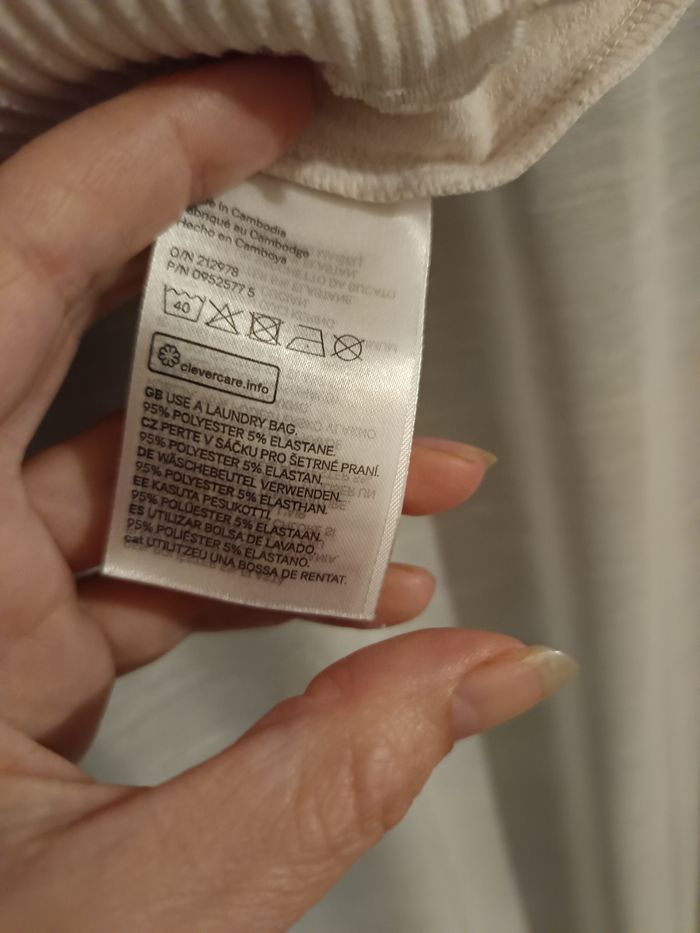 in Cambodia
au Cambodge
Hecho en Camboya
O/N 212978
P/N 0952577 5
40
clevercare.info
GB USE A LAUNDRY BAG.
95% POLYESTER 5% ELASTANE.
CZ PERTE V SÁČKU PRO ŠETRNÉ PRANÍ.
95% POLYESTER 5% ELASTAN.
DE WÄSCHEBEUTEL VERWENDEN.
95% POLYESTER 5% ELASTHAN.
EE KASUTA PESUKOTTI.
95% POLÜESTER 5% ELASTAAN.
ES UTILIZAR BOLSA DE LAVADO.
95% POLIÉSTER 5% ELASTANO.
cat UTILITZEU UNA BOSSA DE RENTAT.